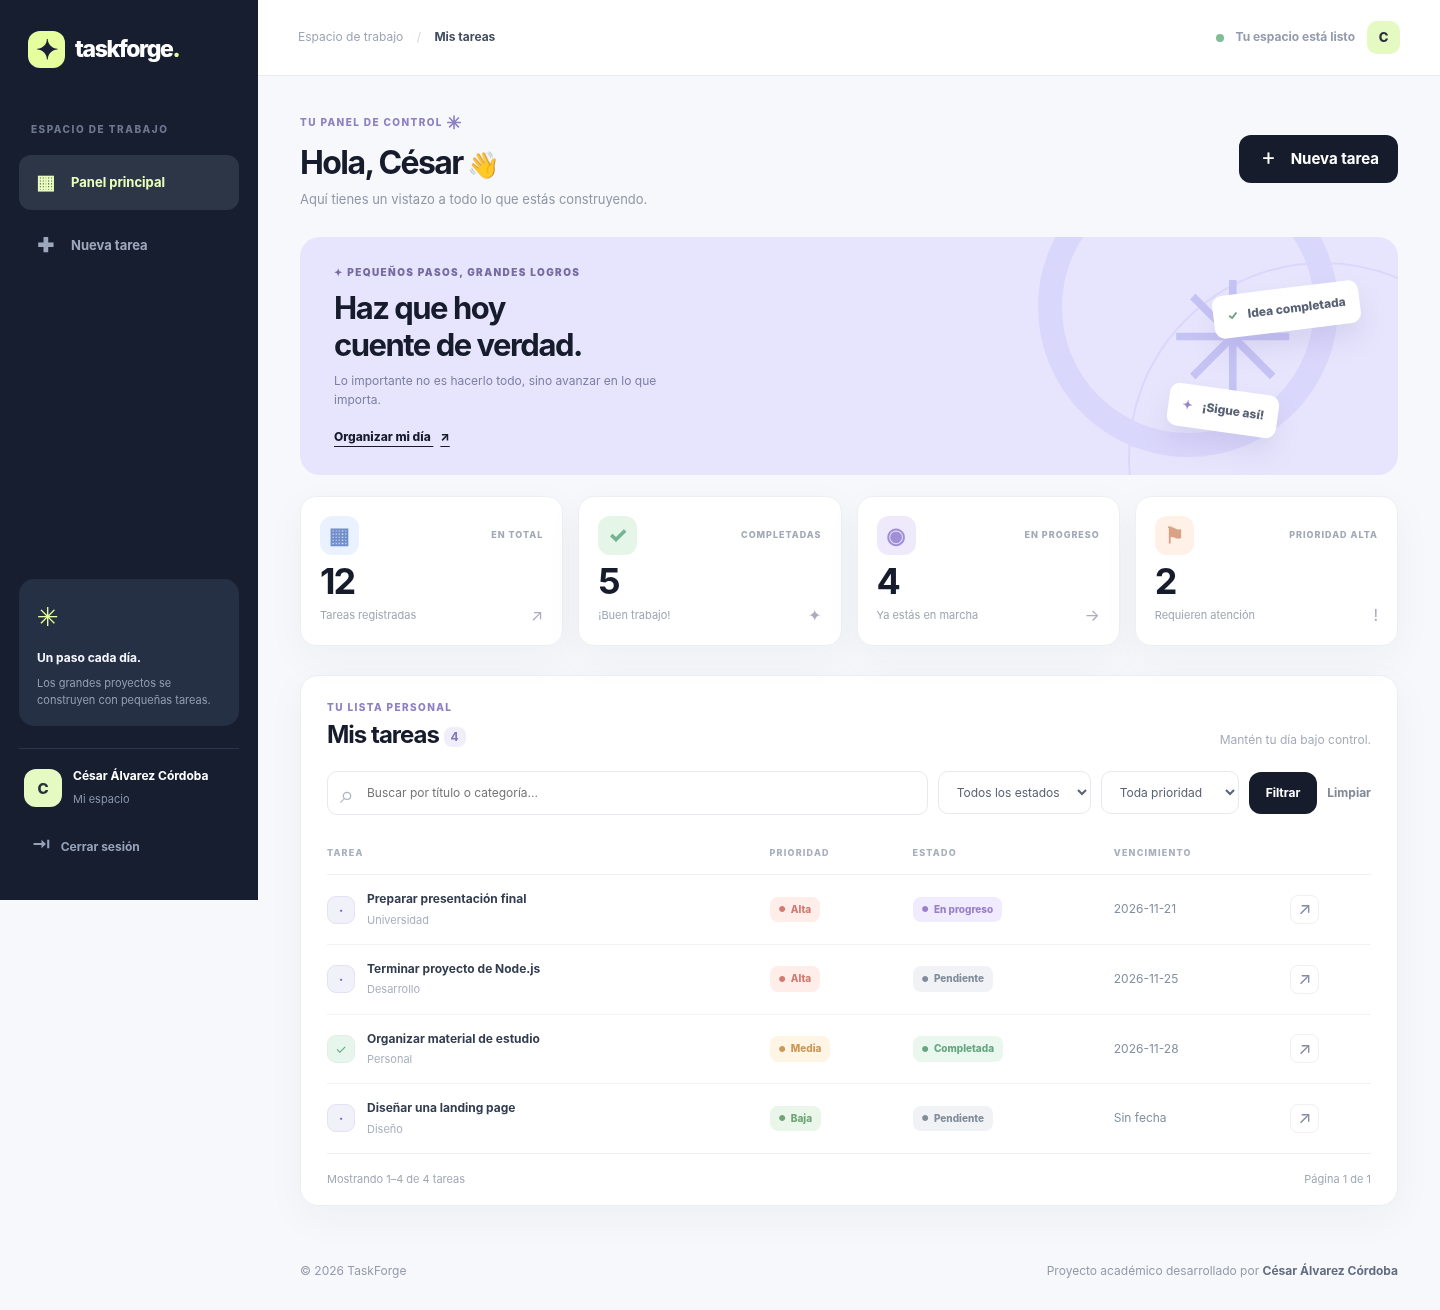 taskforge.
ESPACIO DE TRABAJO
Panel principal
Nueva tarea
Un paso cada día.
Los grandes proyectos se
construyen con pequeñas tareas.
C
César Álvarez Córdoba
Mi espacio
Cerrar sesión
Espacio de trabajo / Mis tareas
Tu espacio está listo C
TU PANEL DE CONTROL
Hola, César 👋
Aquí tienes un vistazo a todo lo que estás construyendo.
+ Nueva tarea
✦ PEQUEÑOS PASOS, GRANDES LOGROS
Haz que hoy
cuente de verdad.
Lo importante no es hacerlo todo, sino avanzar en lo que
importa.
Organizar mi día ↗
✓ Idea completada
✦ ¡Sigue así!
EN TOTAL
12
Tareas registradas ↗
COMPLETADAS
5
¡Buen trabajo! ✦
EN PROGRESO
4
Ya estás en marcha →
PRIORIDAD ALTA
2
Requieren atención !
TU LISTA PERSONAL
Mis tareas 4
Mantén tu día bajo control.
Buscar por título o categoría...
Todos los estados
Toda prioridad
Filtrar
Limpiar
TAREA PRIORIDAD ESTADO VENCIMIENTO
Preparar presentación final
Universidad
Alta
En progreso
2026-11-21
Terminar proyecto de Node.js
Desarrollo
Alta
Pendiente
2026-11-25
Organizar material de estudio
Personal
Media
Completada
2026-11-28
Diseñar una landing page
Diseño
Baja
Pendiente
Sin fecha
Mostrando 1–4 de 4 tareas
Página 1 de 1
© 2026 TaskForge
Proyecto académico desarrollado por César Álvarez Córdoba